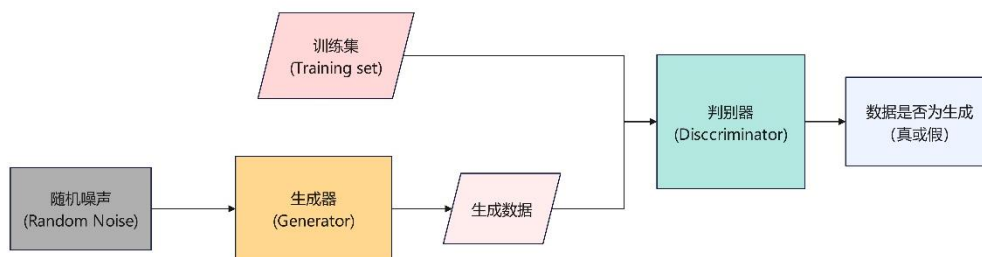 训练集
(Training set)
判别器
(Disccriminator)
数据是否为生成
（真或假）
随机噪声
(Random Noise)
生成器
(Generator)
生成数据